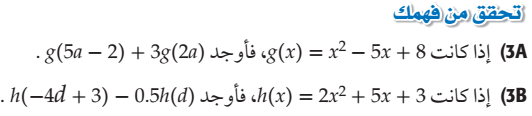 تحقق من فهمك
3A) إذا كانت g(x) = x² − 5x + 8، فأوجد g(5a − 2) + 3g(2a) .
3B) إذا كانت h(x) = 2x² + 5x + 3، فأوجد h(−4d + 3) − 0.5h(d) .